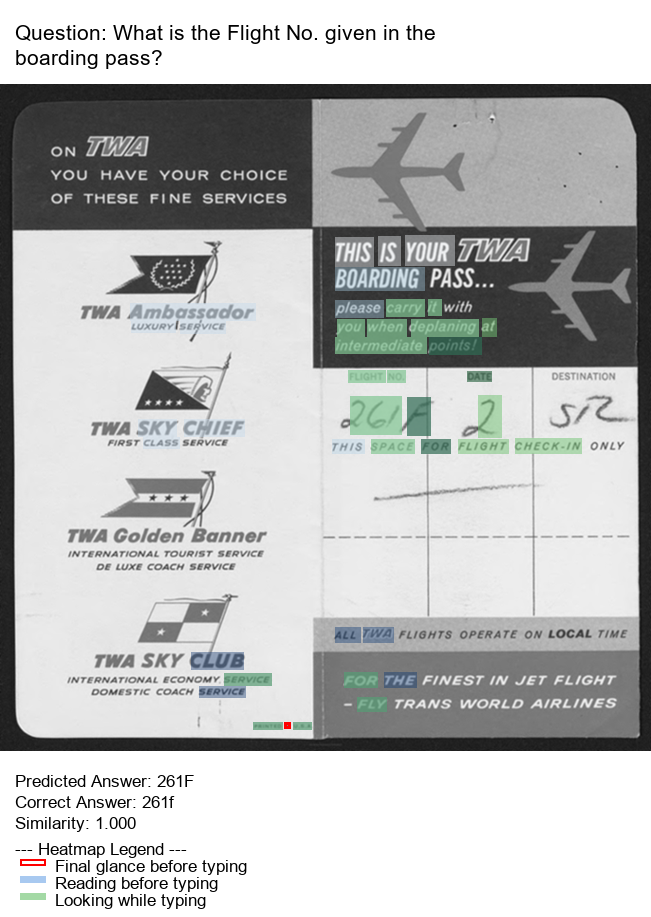 Question: What is the Flight No. given in the
boarding pass?
ON TWA
YOU HAVE YOUR CHOICE
OF THESE FINE SERVICES
TWA Ambassador
LUXURY SERVICE
TWA SKY CHIEF
FIRST CLASS SERVICE
TWA Golden Banner
INTERNATIONAL TOURIST SERVICE
DE LUXE COACH SERVICE
TWA SKY CLUB
INTERNATIONAL ECONOMY SERVICE
DOMESTIC COACH SERVICE
THIS IS YOUR TWA
BOARDING PASS...
please carry it with
you when deplaning at
intermediate points!
FLIGHT NO. DATE DESTINATION
261F 2
THIS SPACE FOR FLIGHT CHECK-IN ONLY
ALL TWA FLIGHTS OPERATE ON LOCAL TIME
FOR THE FINEST IN JET FLIGHT
– FLY TRANS WORLD AIRLINES
Predicted Answer: 261F
Correct Answer: 261f
Similarity: 1.000
--- Heatmap Legend ---
Final glance before typing
Reading before typing
Looking while typing